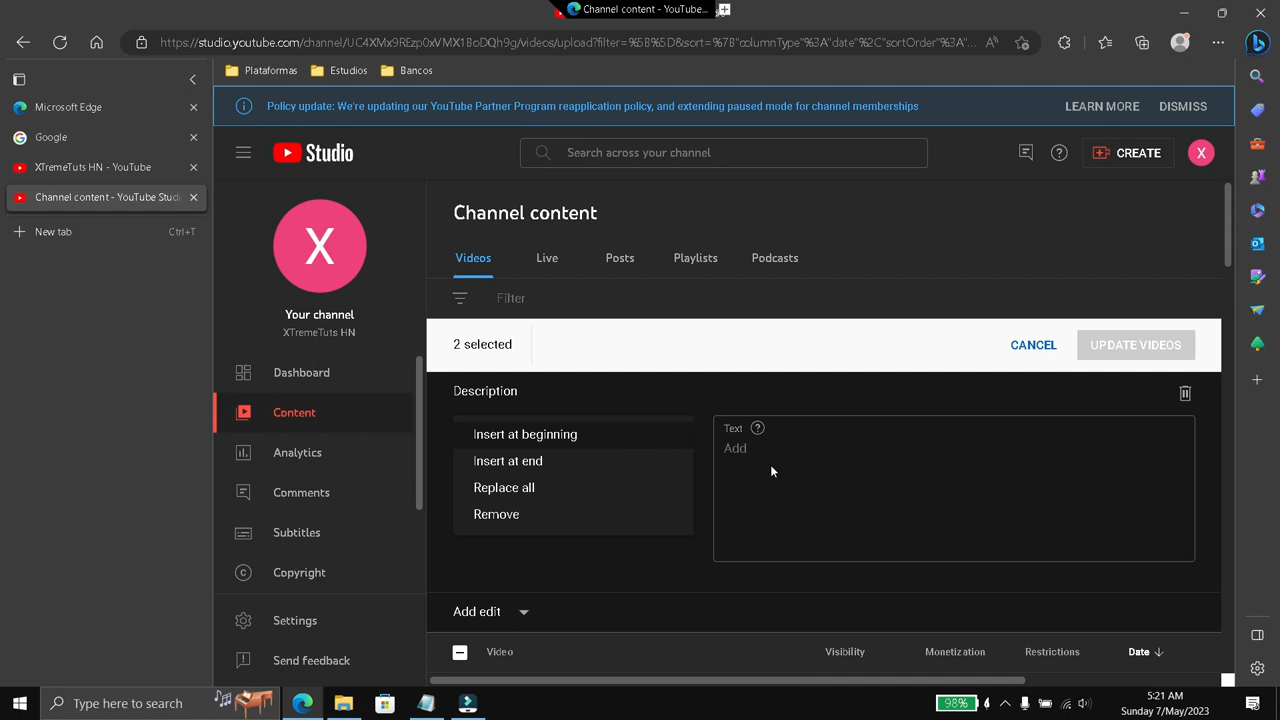 Channel content - YouTube...
https://studio.youtube.com/channel/UC4XMx9REzp0xVMX1BcDQh9g/videos/upload?filter=%5B%5D&sort=%7B"columnType"%3A"date"%2C"sortOrder"%3A"...
Plataformas
Estudios
Bancos
Microsoft Edge
Google
XTremeTuts HN - YouTube
Channel content - YouTube Studi
New tab
Ctrl+T
Policy update: We're updating our YouTube Partner Program reapplication policy, and extending paused mode for channel memberships
LEARN MORE
DISMISS
Studio
Search across your channel
CREATE
X
X
Your channel
XTremeTuts HN
Dashboard
Content
Analytics
Comments
Subtitles
Copyright
Settings
Send feedback
Channel content
Videos
Live
Posts
Playlists
Podcasts
Filter
2 selected
CANCEL
UPDATE VIDEOS
Description
Insert at beginning
Insert at end
Replace all
Remove
Text
Add
Add edit
Video
Visibility
Monetization
Restrictions
Date
Type here to search
98%
5:21 AM
Sunday 7/May/2023